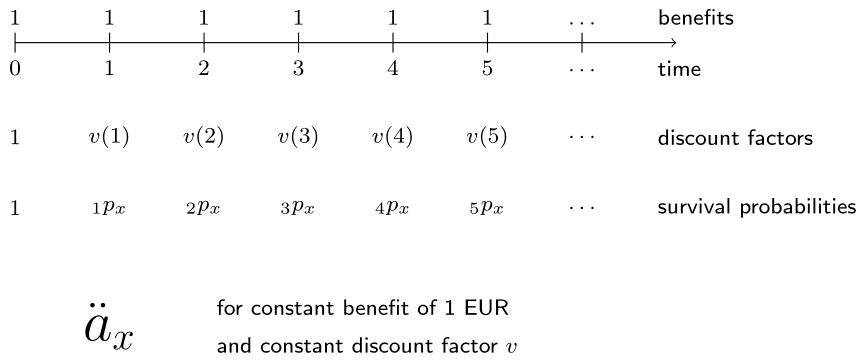 1 1 1 1 1 1 ... benefits
0 1 2 3 4 5 ... time
1 v(1) v(2) v(3) v(4) v(5) ... discount factors
1 ₁pₓ ₂pₓ ₃pₓ ₄pₓ ₅pₓ ... survival probabilities
äₓ for constant benefit of 1 EUR
and constant discount factor v